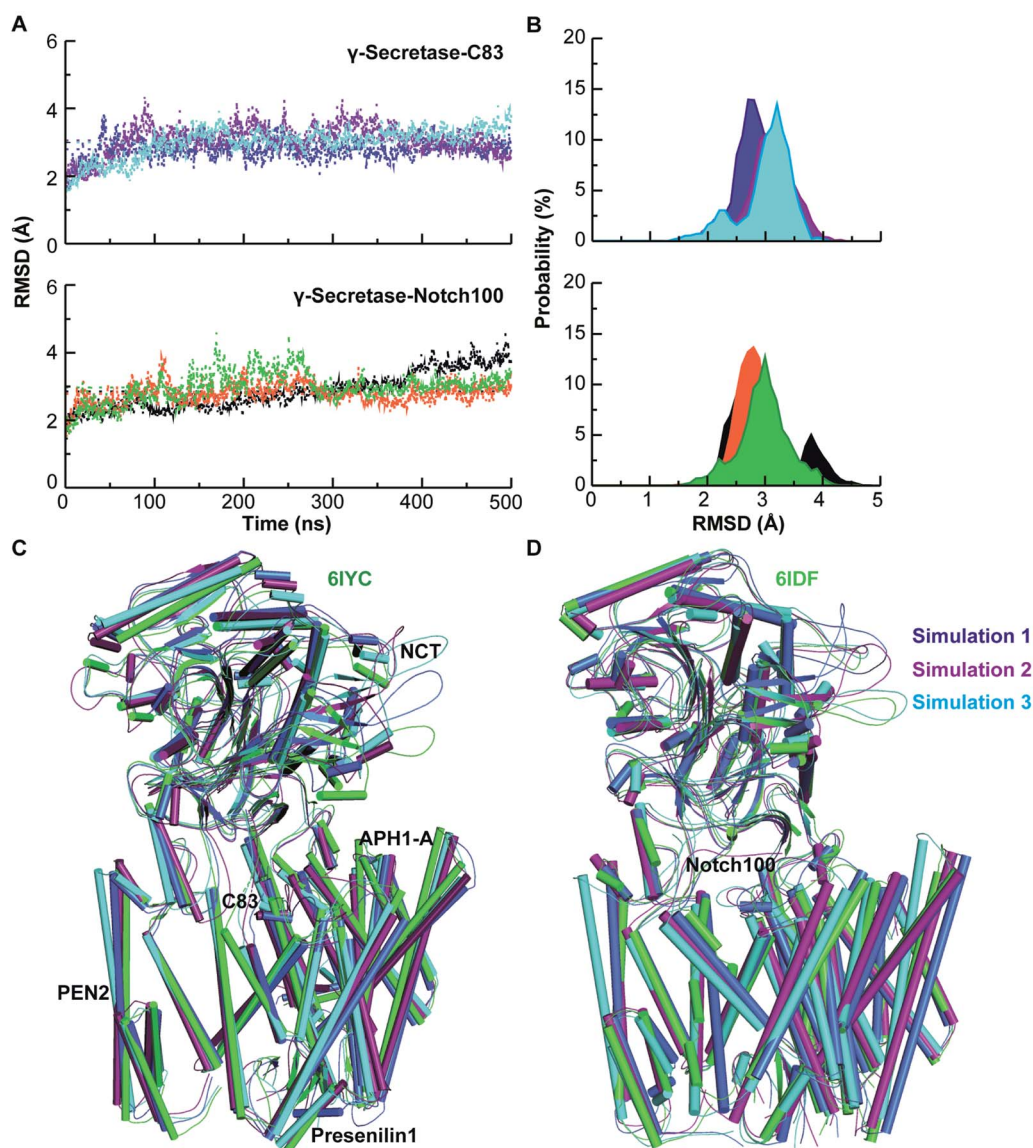 A
B
6
4
2
0
γ-Secretase-C83
RMSD (Å)
6
4
2
0
γ-Secretase-Notch100
0
100
200
300
400
500
Time (ns)
20
15
10
5
0
Probability (%)
20
15
10
5
0
0
1
2
3
4
5
RMSD (Å)
C
D
6IYC
6IDF
NCT
Simulation 1
Simulation 2
Simulation 3
APH1-A
C83
Notch100
PEN2
Presenilin1